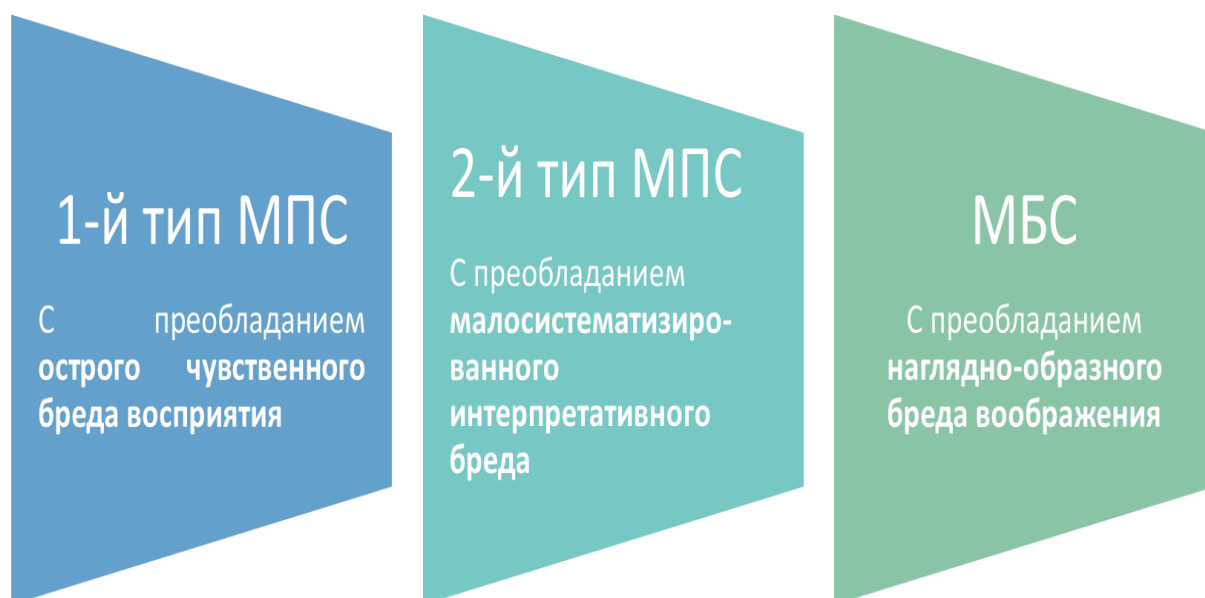 1-й тип МПС
С преобладанием
острого чувственного
бреда восприятия
2-й тип МПС
С преобладанием
малосистематизиро-
ванного
интерпретативного
бреда
МБС
С преобладанием
наглядно-образного
бреда воображения